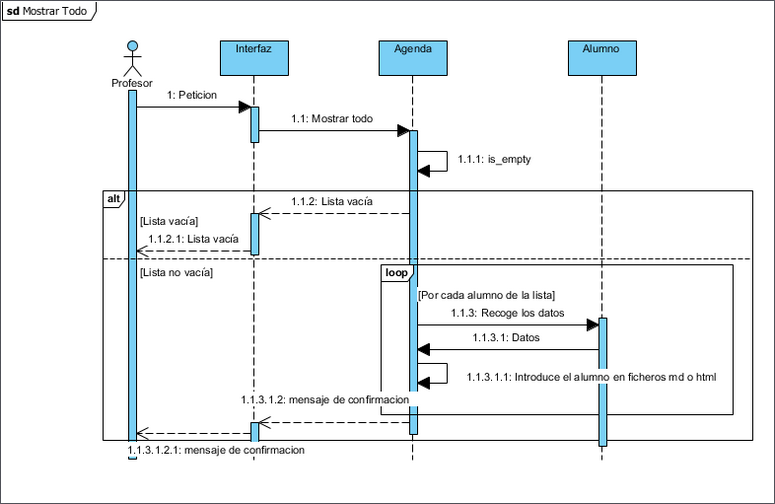 sd Mostrar Todo
Profesor
Interfaz
Agenda
Alumno
1: Peticion
1.1: Mostrar todo
1.1.1: is_empty
alt
1.1.2: Lista vacía
[Lista vacía]
1.1.2.1: Lista vacía
[Lista no vacía]
loop
[Por cada alumno de la lista]
1.1.3: Recoge los datos
1.1.3.1: Datos
1.1.3.1.1: Introduce el alumno en ficheros md o html
1.1.3.1.2: mensaje de confirmacion
1.1.3.1.2.1: mensaje de confirmacion